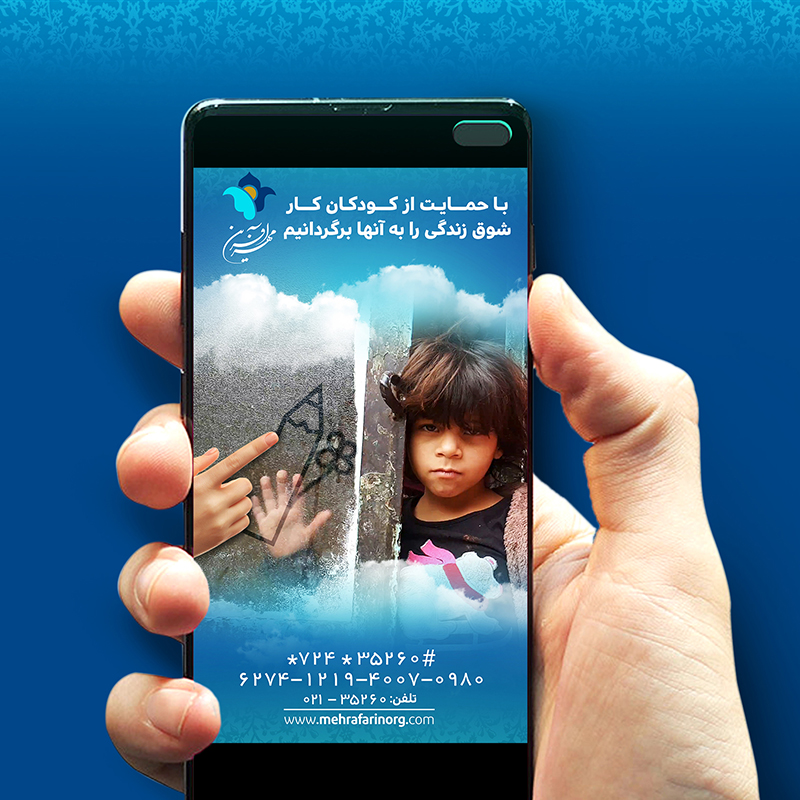 با حمایت از کودکان کار
شوق زندگی را به آنها برگردانیم
مهرآفرین
*۷۲۴*۳۵۲۶۰#
۶۲۷۴-۱۲۱۹-۴۰۰۷-۰۹۸۰
تلفن: ۳۵۲۶۰ - ۰۲۱
www.mehrafarinorg.com